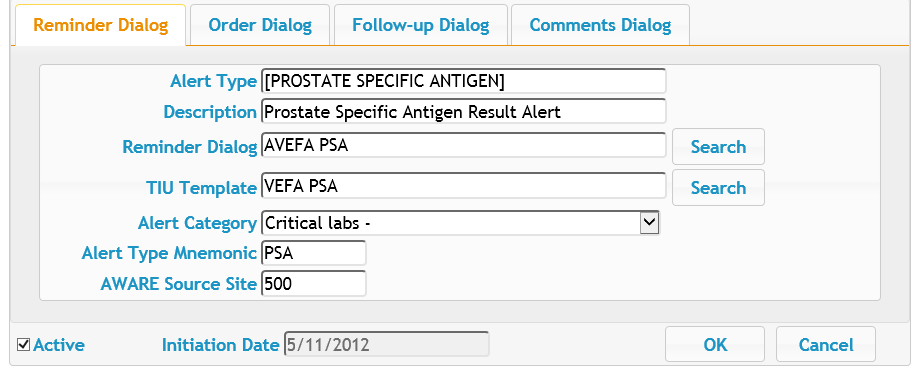 Reminder Dialog Order Dialog Follow-up Dialog Comments Dialog
Alert Type [PROSTATE SPECIFIC ANTIGEN]
Description Prostate Specific Antigen Result Alert
Reminder Dialog AVEFA PSA Search
TIU Template VEFA PSA Search
Alert Category Critical labs -
Alert Type Mnemonic PSA
AWARE Source Site 500
Active Initiation Date 5/11/2012 OK Cancel